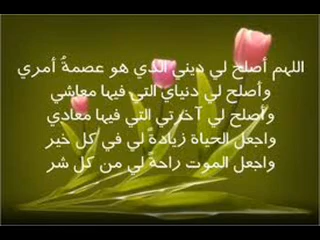 اللهم أصلح لي ديني الذي هو عصمةُ أمري
وأصلح لي دنياي التي فيها معاشي
وأصلح لي آخرتي التي فيها معادي
واجعل الحياة زيادةً لي في كل خير
واجعل الموت راحةً لي من كل شر